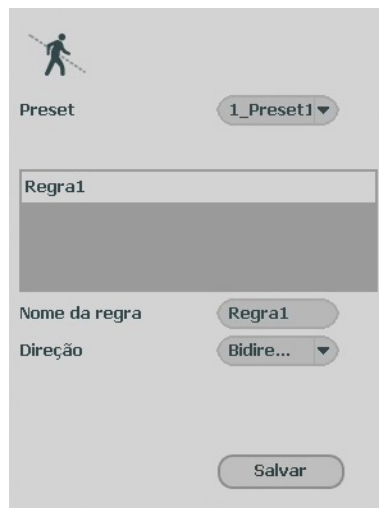 Preset 1_Preset1
Regra1
Nome da regra Regra1
Direção Bidire...
Salvar